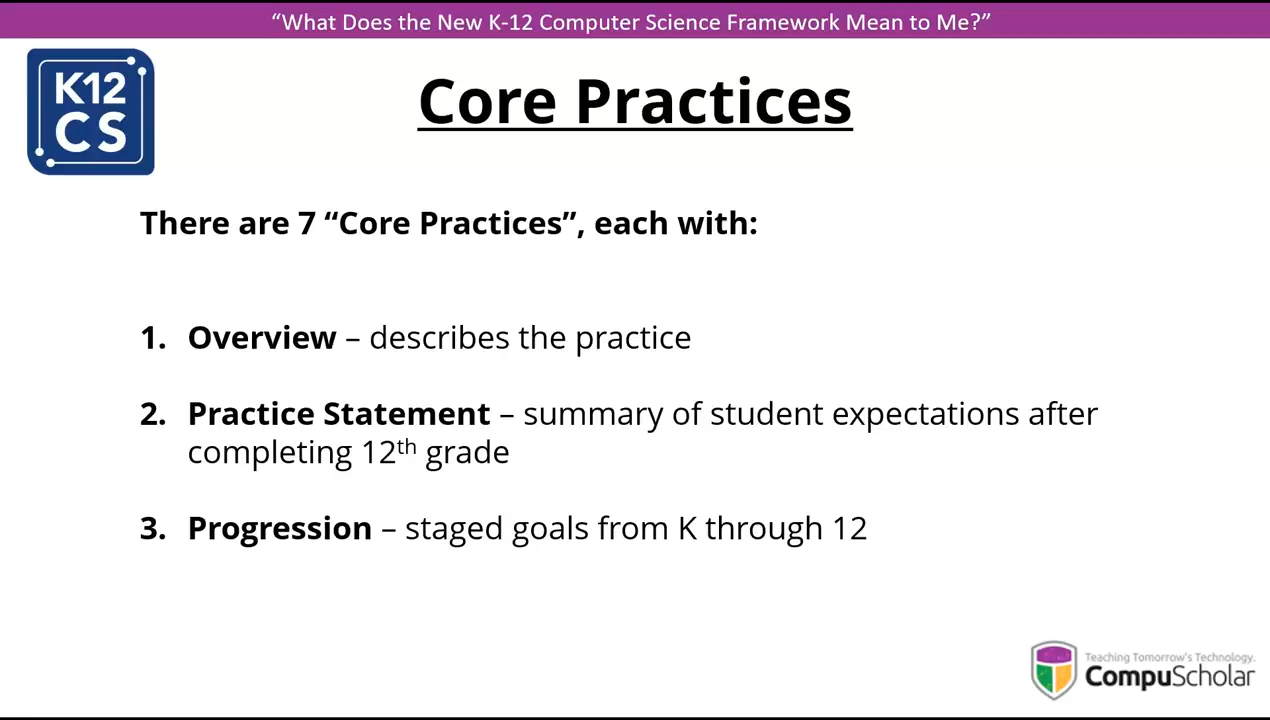 “What Does the New K-12 Computer Science Framework Mean to Me?”
K12
CS
Core Practices
There are 7 “Core Practices”, each with:
1. Overview – describes the practice
2. Practice Statement – summary of student expectations after
completing 12th grade
3. Progression – staged goals from K through 12
Teaching Tomorrow's Technology.
CompuScholar